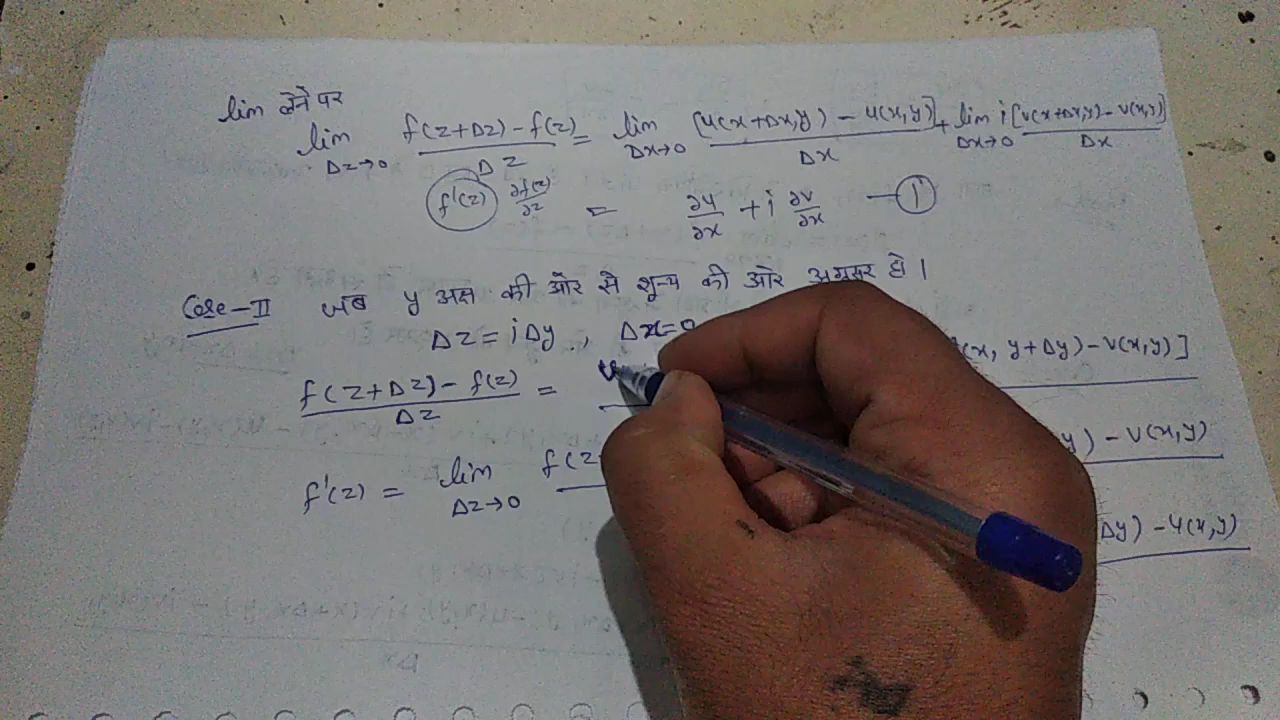 lim लेने पर
lim Δz→0 f(z+Δz)-f(z) / Δz = lim Δx→0 [u(x+Δx,y) - u(x,y)] / Δx + lim Δx→0 i[v(x+Δx,y) - v(x,y)] / Δx
f'(z) ∂f(z)/∂z = ∂u/∂x + i ∂v/∂x — ①
Case-II जब y अक्ष की ओर से शून्य की ओर अग्रसर हो।
Δz = iΔy, Δx=0
f(z+Δz) - f(z) / Δz = (x, y+Δy) - v(x,y)]
y) - v(x,y)
f'(z) = lim Δz→0 f(z
Δy) - u(x,y)